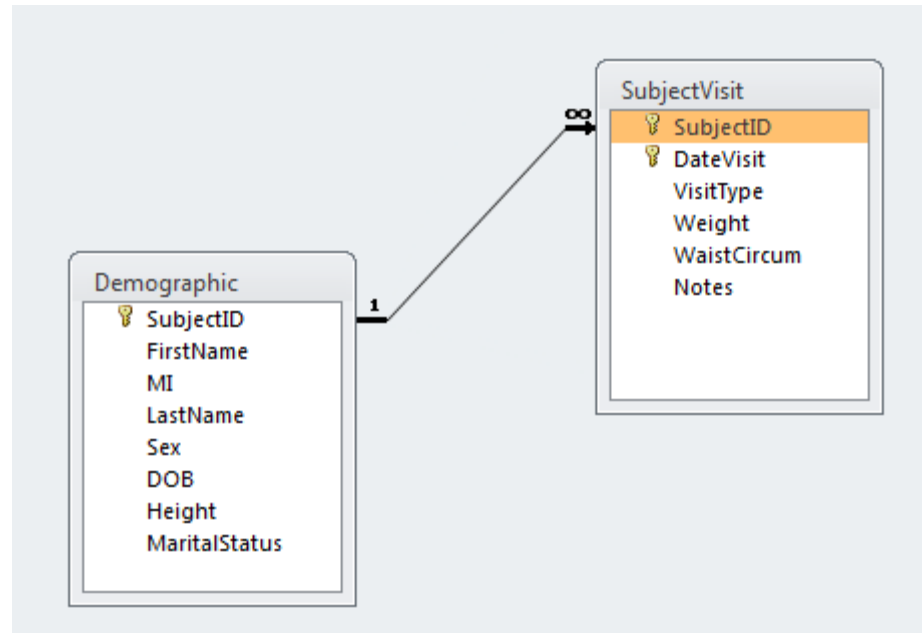 SubjectVisit
∞
SubjectID
DateVisit
VisitType
Weight
WaistCircum
Notes
Demographic
1
SubjectID
FirstName
MI
LastName
Sex
DOB
Height
MaritalStatus